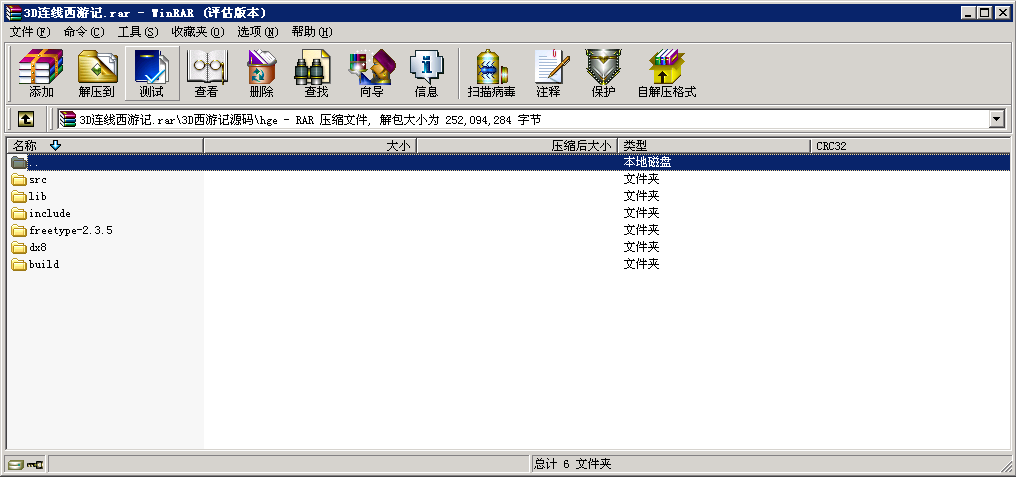 3D连线西游记.rar - WinRAR (评估版本)
文件(F) 命令(C) 工具(S) 收藏夹(O) 选项(N) 帮助(H)
添加 解压到 测试 查看 删除 查找 向导 信息 扫描病毒 注释 保护 自解压格式
3D连线西游记.rar\3D西游记源码\hge - RAR 压缩文件, 解包大小为 252,094,284 字节
名称 大小 压缩后大小 类型 CRC32
.. 本地磁盘
src 文件夹
lib 文件夹
include 文件夹
freetype-2.3.5 文件夹
dx8 文件夹
build 文件夹
总计 6 文件夹